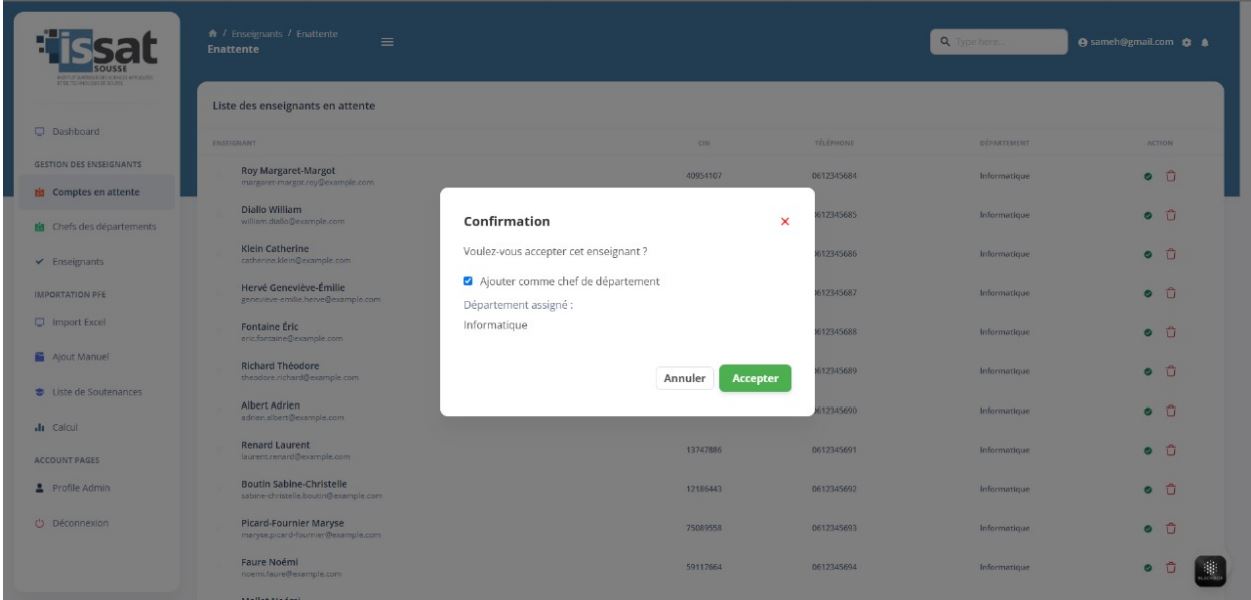 issat
SOUSSE
Enseignants / Enattente
Enattente
Type here...
sameh@gmail.com
Dashboard
GESTION DES ENSEIGNANTS
Comptes en attente
Chefs des départements
Enseignants
IMPORTATION PFE
Import Excel
Ajout Manuel
Liste de Soutenances
Calcul
ACCOUNT PAGES
Profile Admin
Déconnexion
Liste des enseignants en attente
ENSEIGNANT CIN TÉLÉPHONE DÉPARTEMENT ACTION
Roy Margaret-Margot
margaret-margot.roy@example.com
40954107 0612345684 Informatique
Diallo William
william.diallo@example.com
0612345685 Informatique
Klein Catherine
catherine.klein@example.com
0612345686 Informatique
Hervé Geneviève-Émilie
geneviève-emilie.herve@example.com
0612345687 Informatique
Fontaine Éric
eric.fontaine@example.com
0612345688 Informatique
Richard Théodore
theodore.richard@example.com
0612345689 Informatique
Albert Adrien
adrien.albert@example.com
0612345690 Informatique
Renard Laurent
laurent.renard@example.com
13747886 0612345691 Informatique
Boutin Sabine-Christelle
sabine-christelle.boutin@example.com
12186443 0612345692 Informatique
Picard-Fournier Maryse
maryse.picard-fournier@example.com
75089558 0612345693 Informatique
Faure Noémi
noemi.faure@example.com
59117664 0612345694 Informatique
Confirmation
Voulez-vous accepter cet enseignant ?
Ajouter comme chef de département
Département assigné :
Informatique
Annuler Accepter